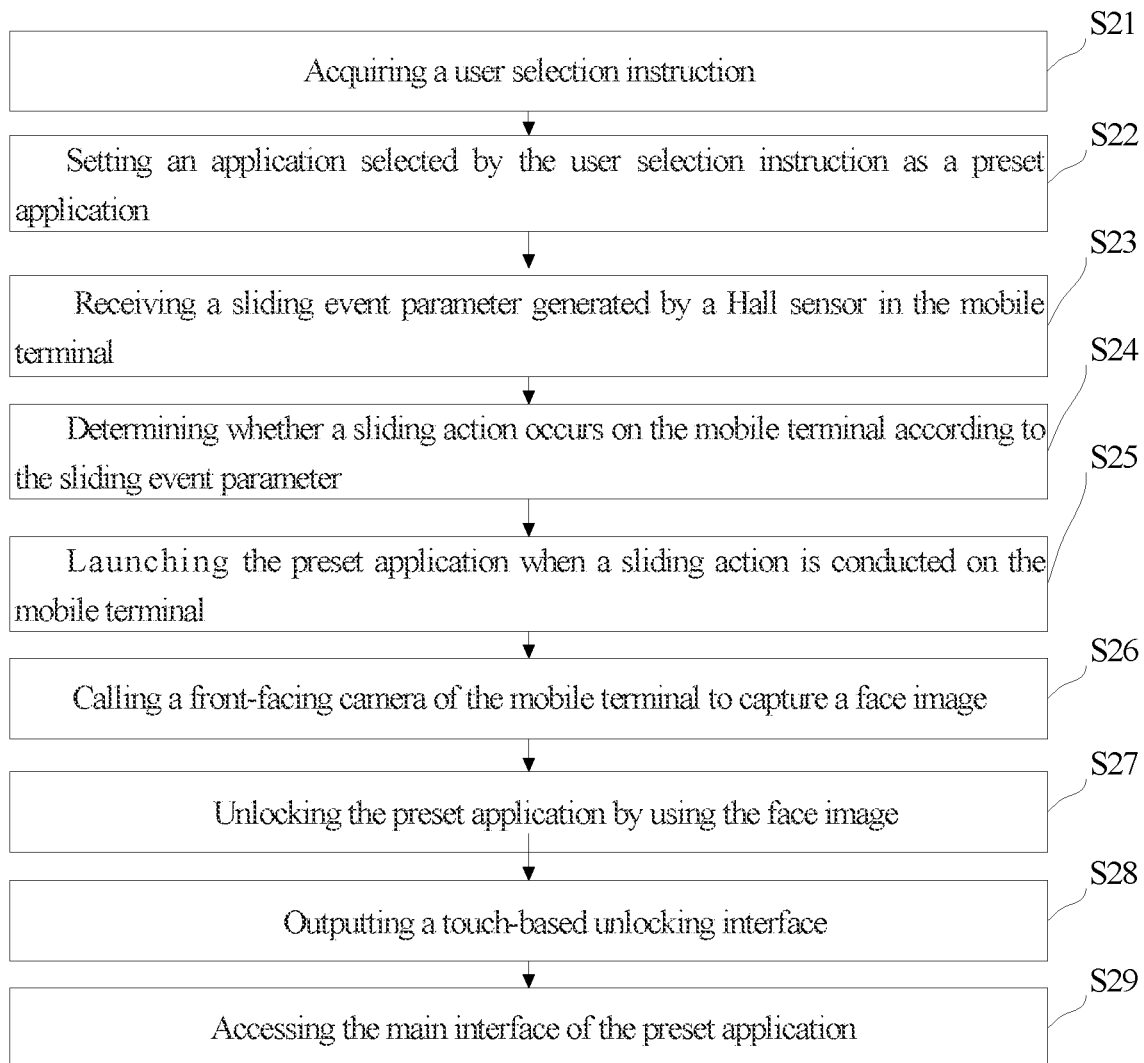 S21
Acquiring a user selection instruction
S22
Setting an application selected by the user selection instruction as a preset
application
S23
Receiving a sliding event parameter generated by a Hall sensor in the mobile
terminal
S24
Determining whether a sliding action occurs on the mobile terminal according to
the sliding event parameter
S25
Launching the preset application when a sliding action is conducted on the
mobile terminal
S26
Calling a front-facing camera of the mobile terminal to capture a face image
S27
Unlocking the preset application by using the face image
S28
Outputting a touch-based unlocking interface
S29
Accessing the main interface of the preset application